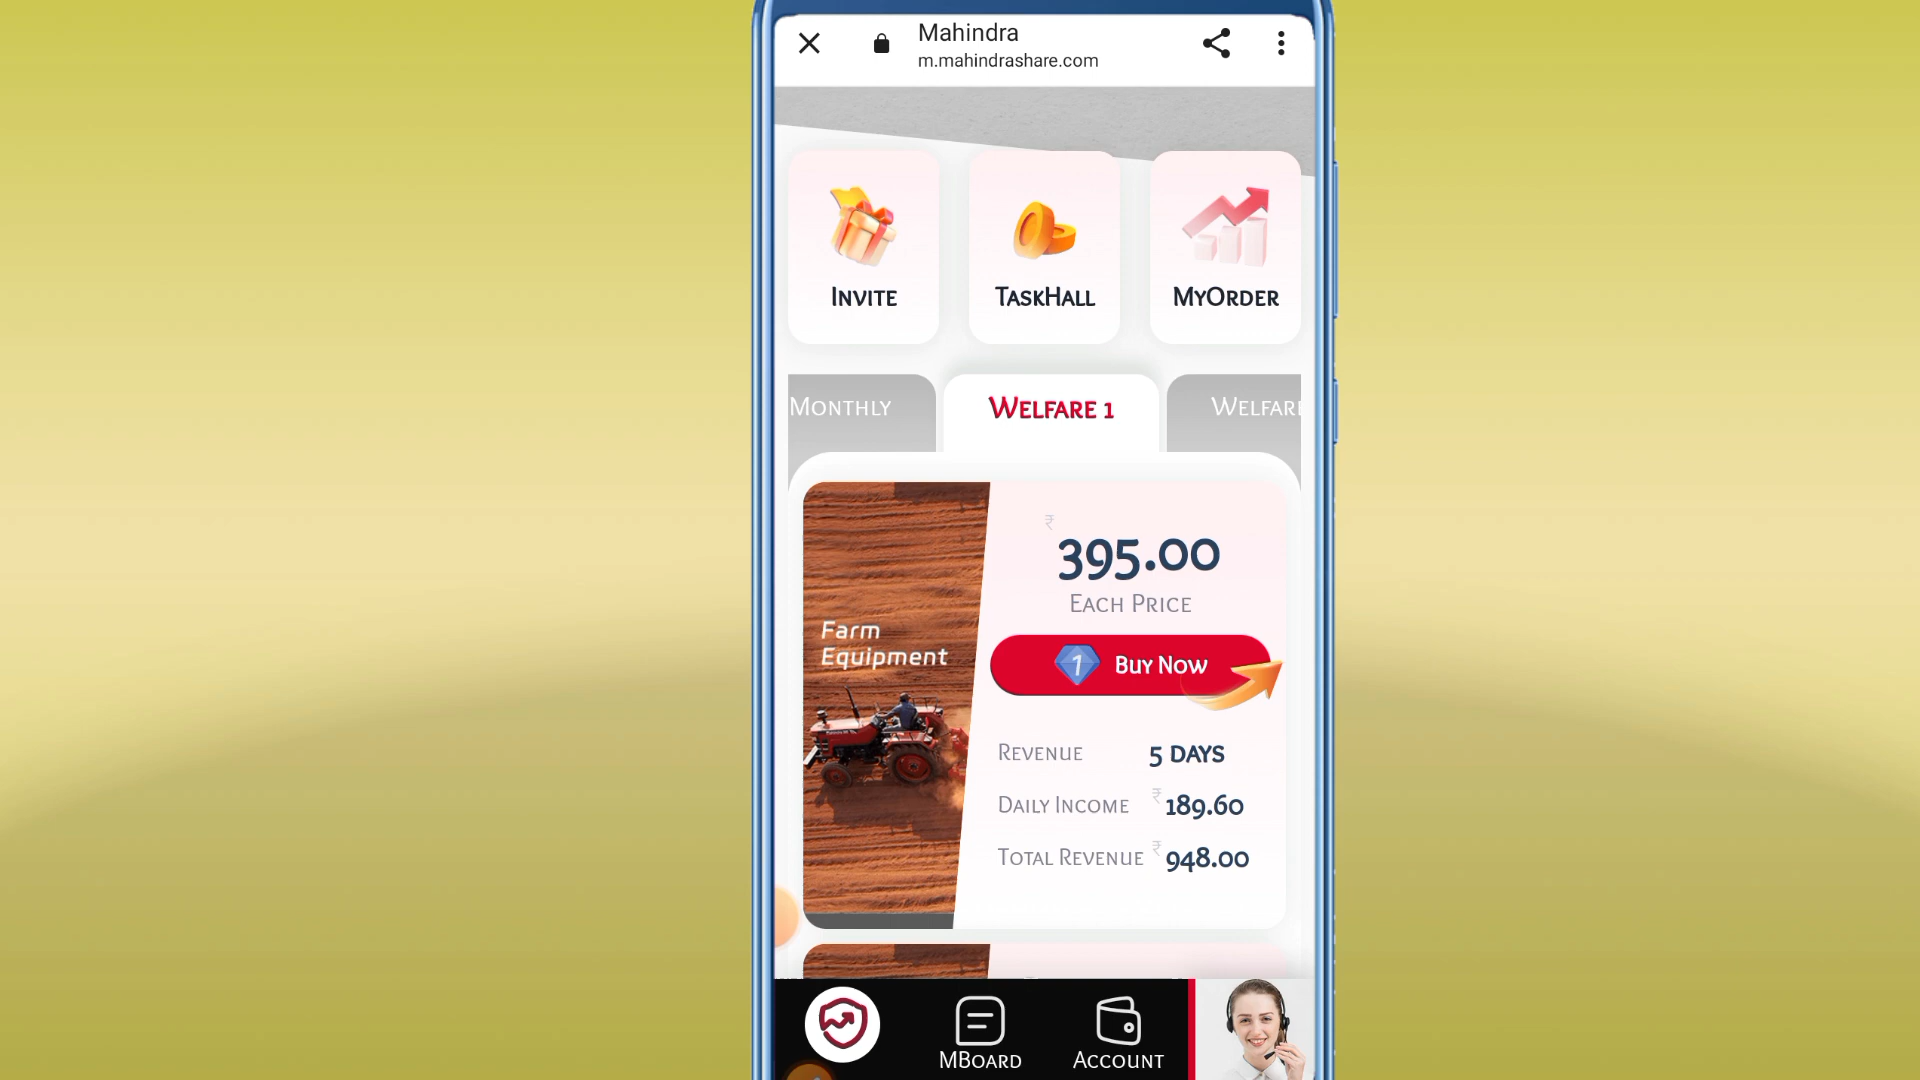 Mahindra
m.mahindrashare.com
INVITE
TASKHALL
MYORDER
MONTHLY
WELFARE 1
WELFARE
₹
395.00
EACH PRICE
Farm
Equipment
1 BUY NOW
REVENUE 5 DAYS
DAILY INCOME ₹ 189.60
TOTAL REVENUE ₹ 948.00
MBOARD
ACCOUNT